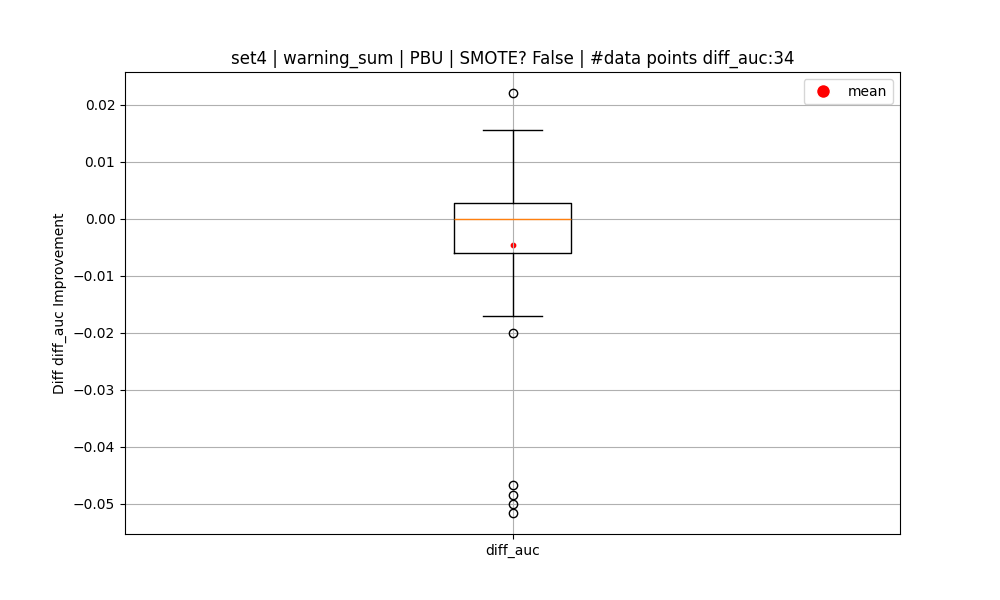 set4 | warning_sum | PBU | SMOTE? False | #data points diff_auc:34
mean
Diff diff_auc Improvement
0.02
0.01
0.00
−0.01
−0.02
−0.03
−0.04
−0.05
diff_auc